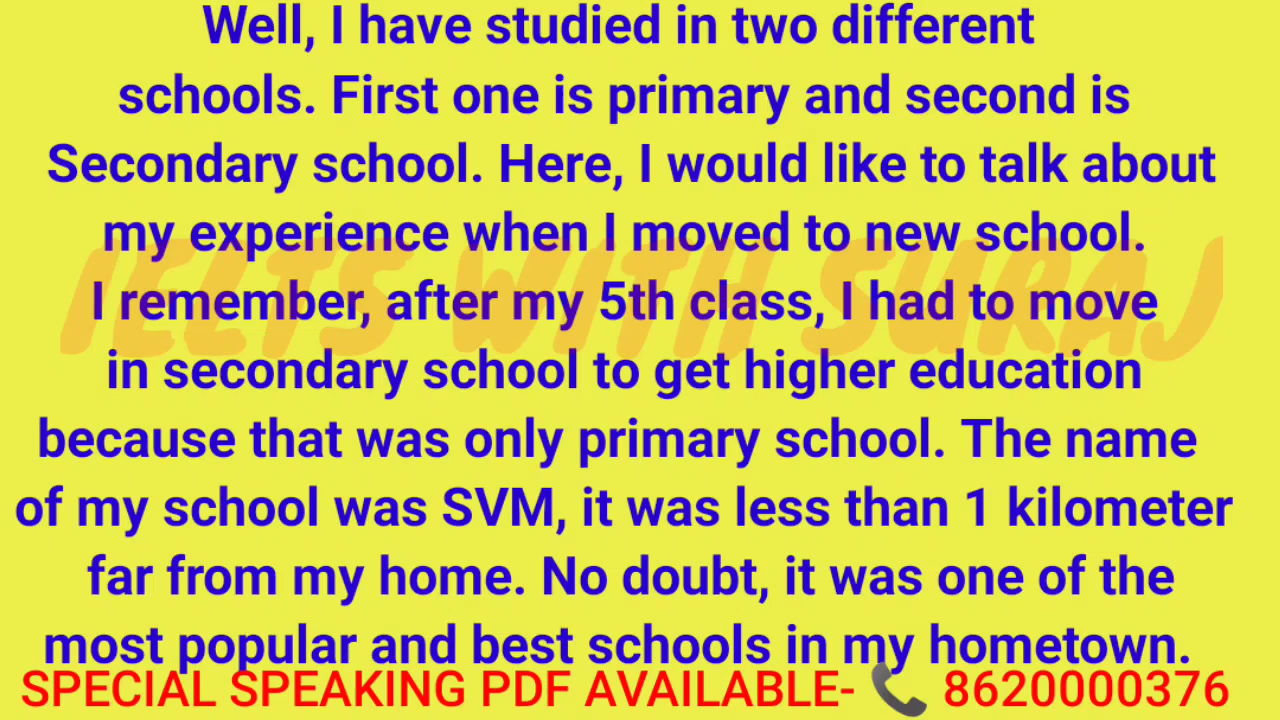 Well, I have studied in two different
schools. First one is primary and second is
Secondary school. Here, I would like to talk about
my experience when I moved to new school.
IELTS WITH SURAJ
I remember, after my 5th class, I had to move
in secondary school to get higher education
because that was only primary school. The name
of my school was SVM, it was less than 1 kilometer
far from my home. No doubt, it was one of the
most popular and best schools in my hometown.
SPECIAL SPEAKING PDF AVAILABLE- 📞 8620000376